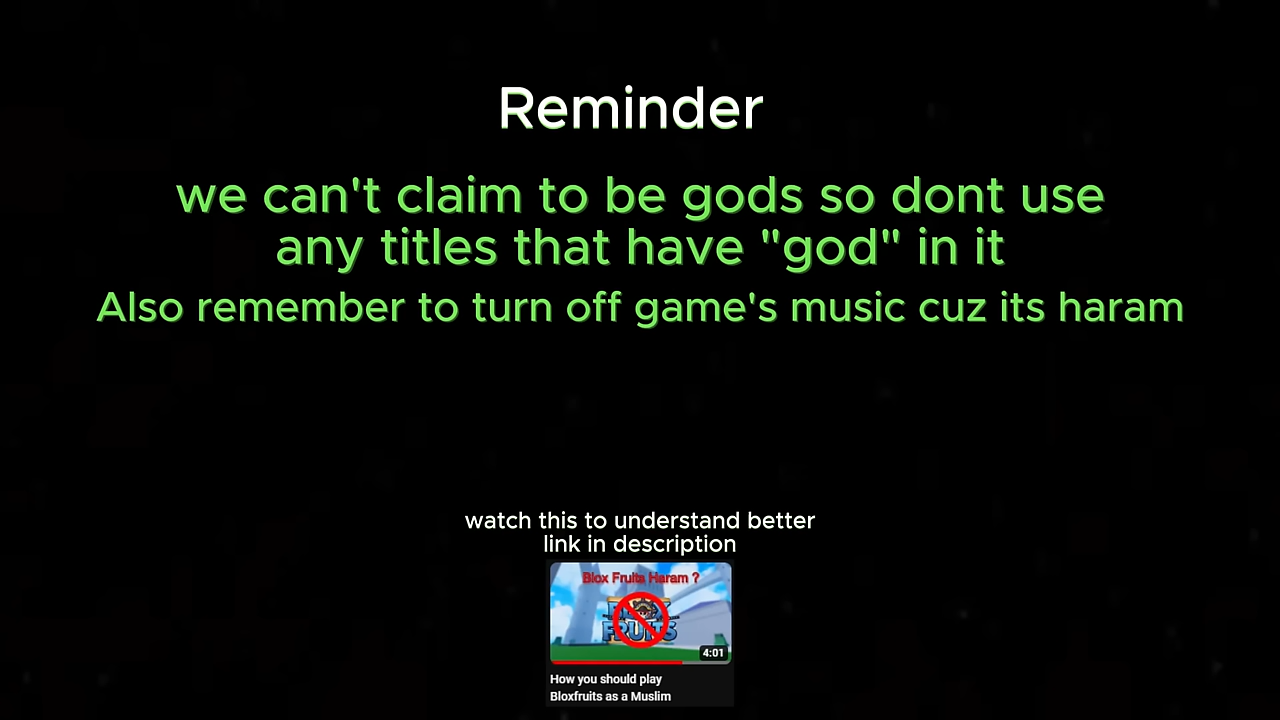 Reminder
we can't claim to be gods so dont use
any titles that have "god" in it
Also remember to turn off game's music cuz its haram
watch this to understand better
link in description
Blox Fruits Haram ?
BLOX
FRUITS
4:01
How you should play
Bloxfruits as a Muslim